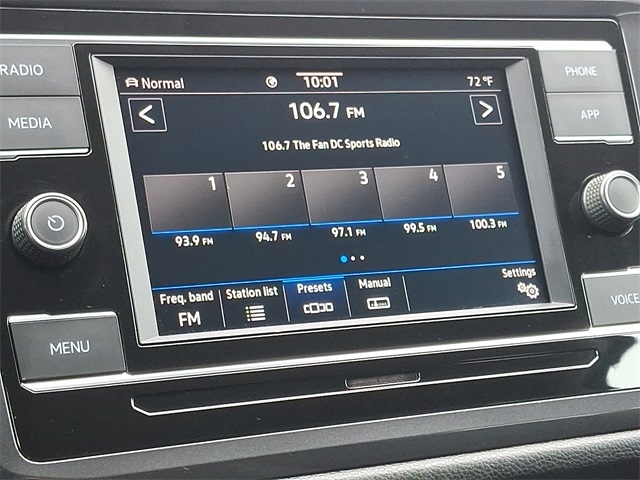 RADIO
MEDIA
MENU
PHONE
APP
VOICE
Normal
10:01
72 °F
<
106.7 FM
>
106.7 The Fan DC Sports Radio
1 2 3 4 5
93.9 FM 94.7 FM 97.1 FM 99.5 FM 100.3 FM
Freq. band Station list Presets Manual Settings
FM